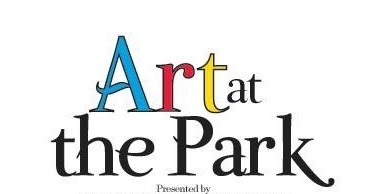 Art at
the Park
Presented by